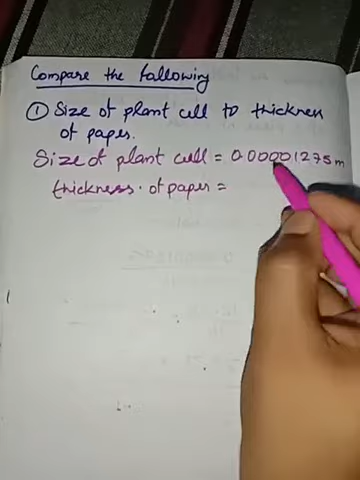 Compare the following
① Size of plant cell to thickness
of paper.
Size of plant cell = 0.00001275m
thickness. of paper =